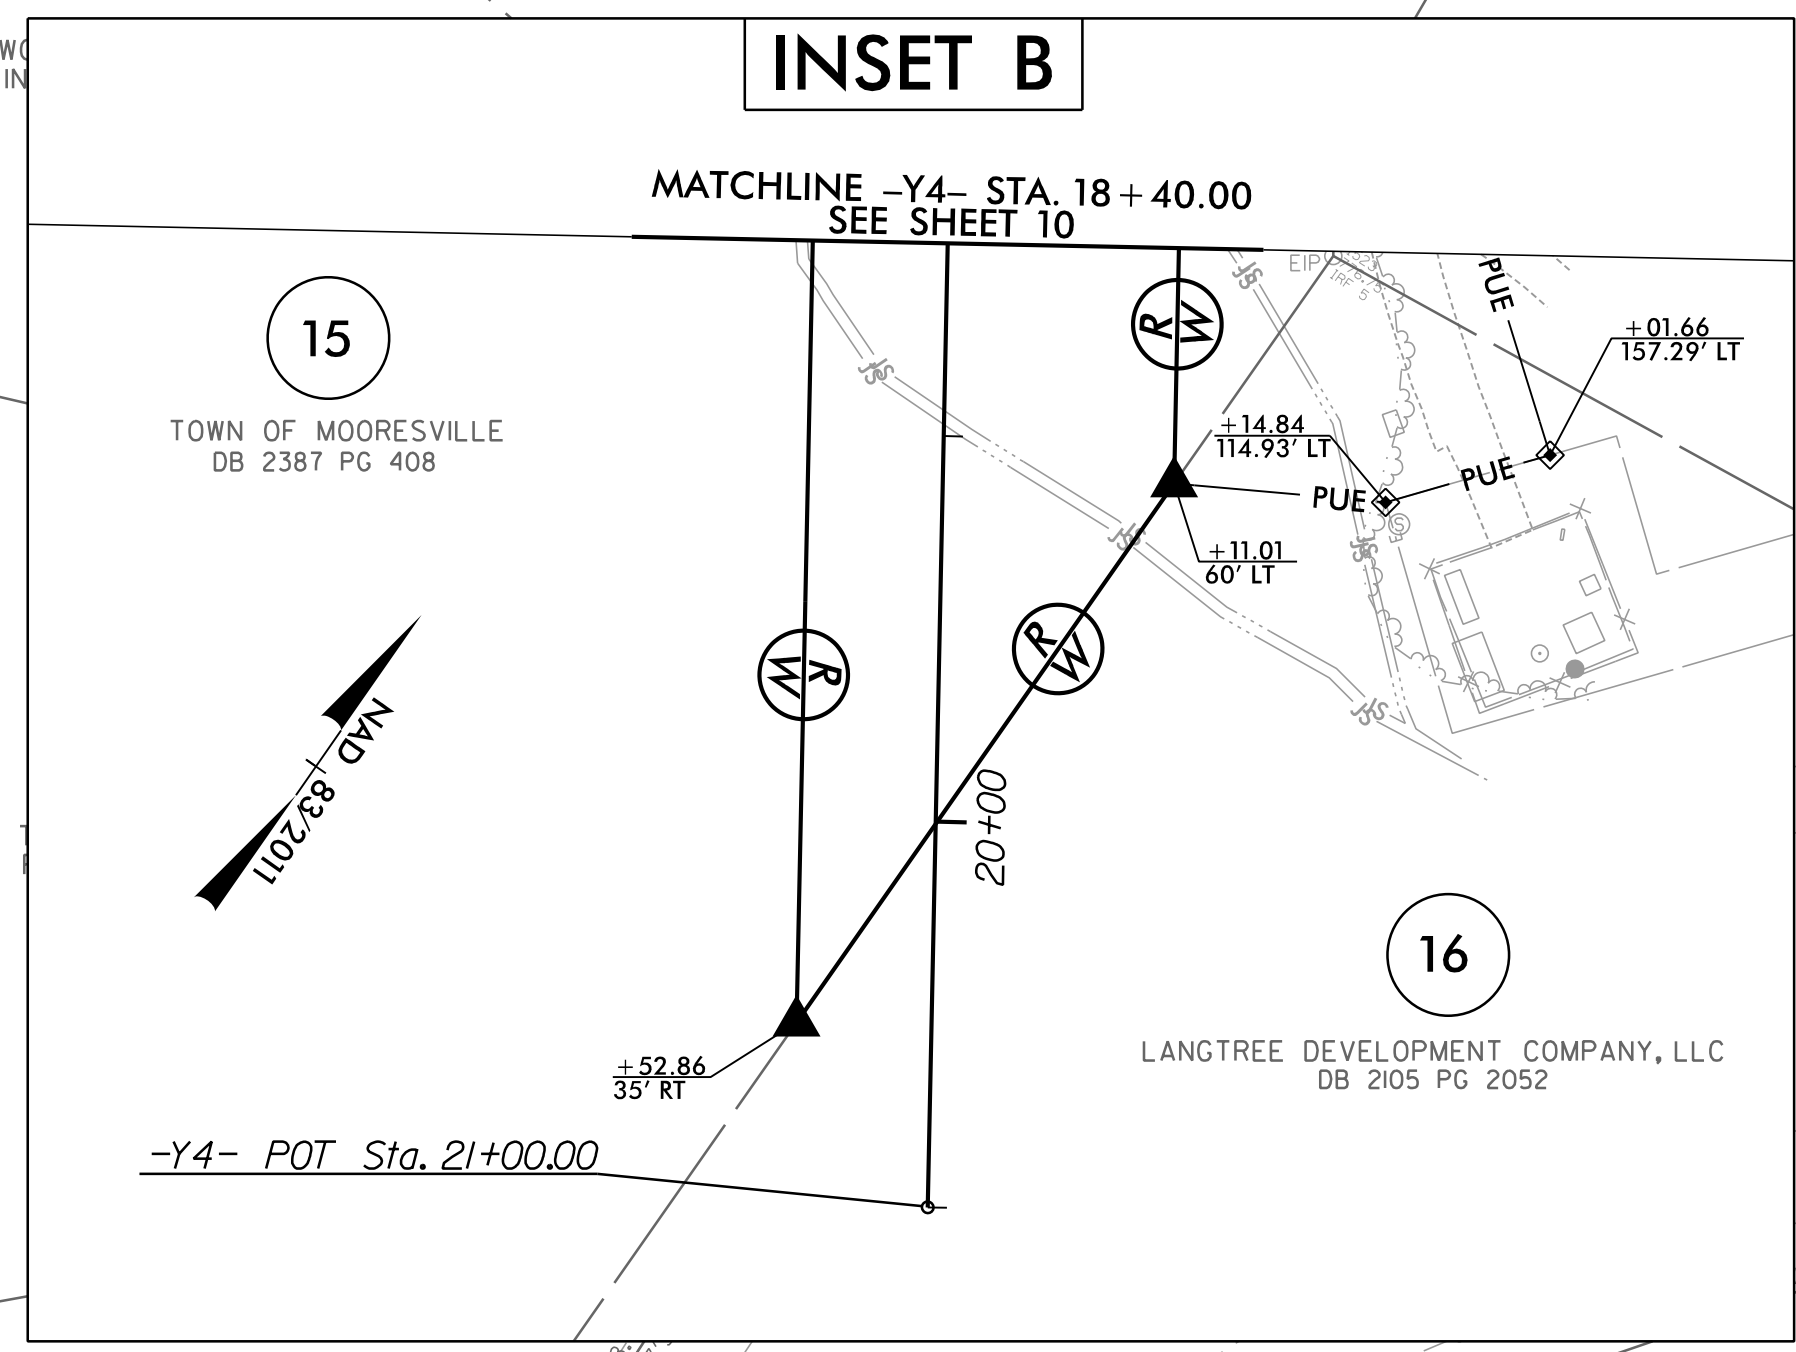 INSET B
MATCHLINE –Y4– STA. 18+40.00
SEE SHEET 10
15
TOWN OF MOORESVILLE
DB 2387 PG 408
R
W
EIP
IRF 5
PUE
+01.66
157.29' LT
+14.84
114.93' LT
PUE
PUE
+11.01
60' LT
S
R
W
R
W
NAD 83/2011
20+00
16
LANGTREE DEVELOPMENT COMPANY, LLC
DB 2105 PG 2052
+52.86
35' RT
-Y4- POT Sta. 21+00.00